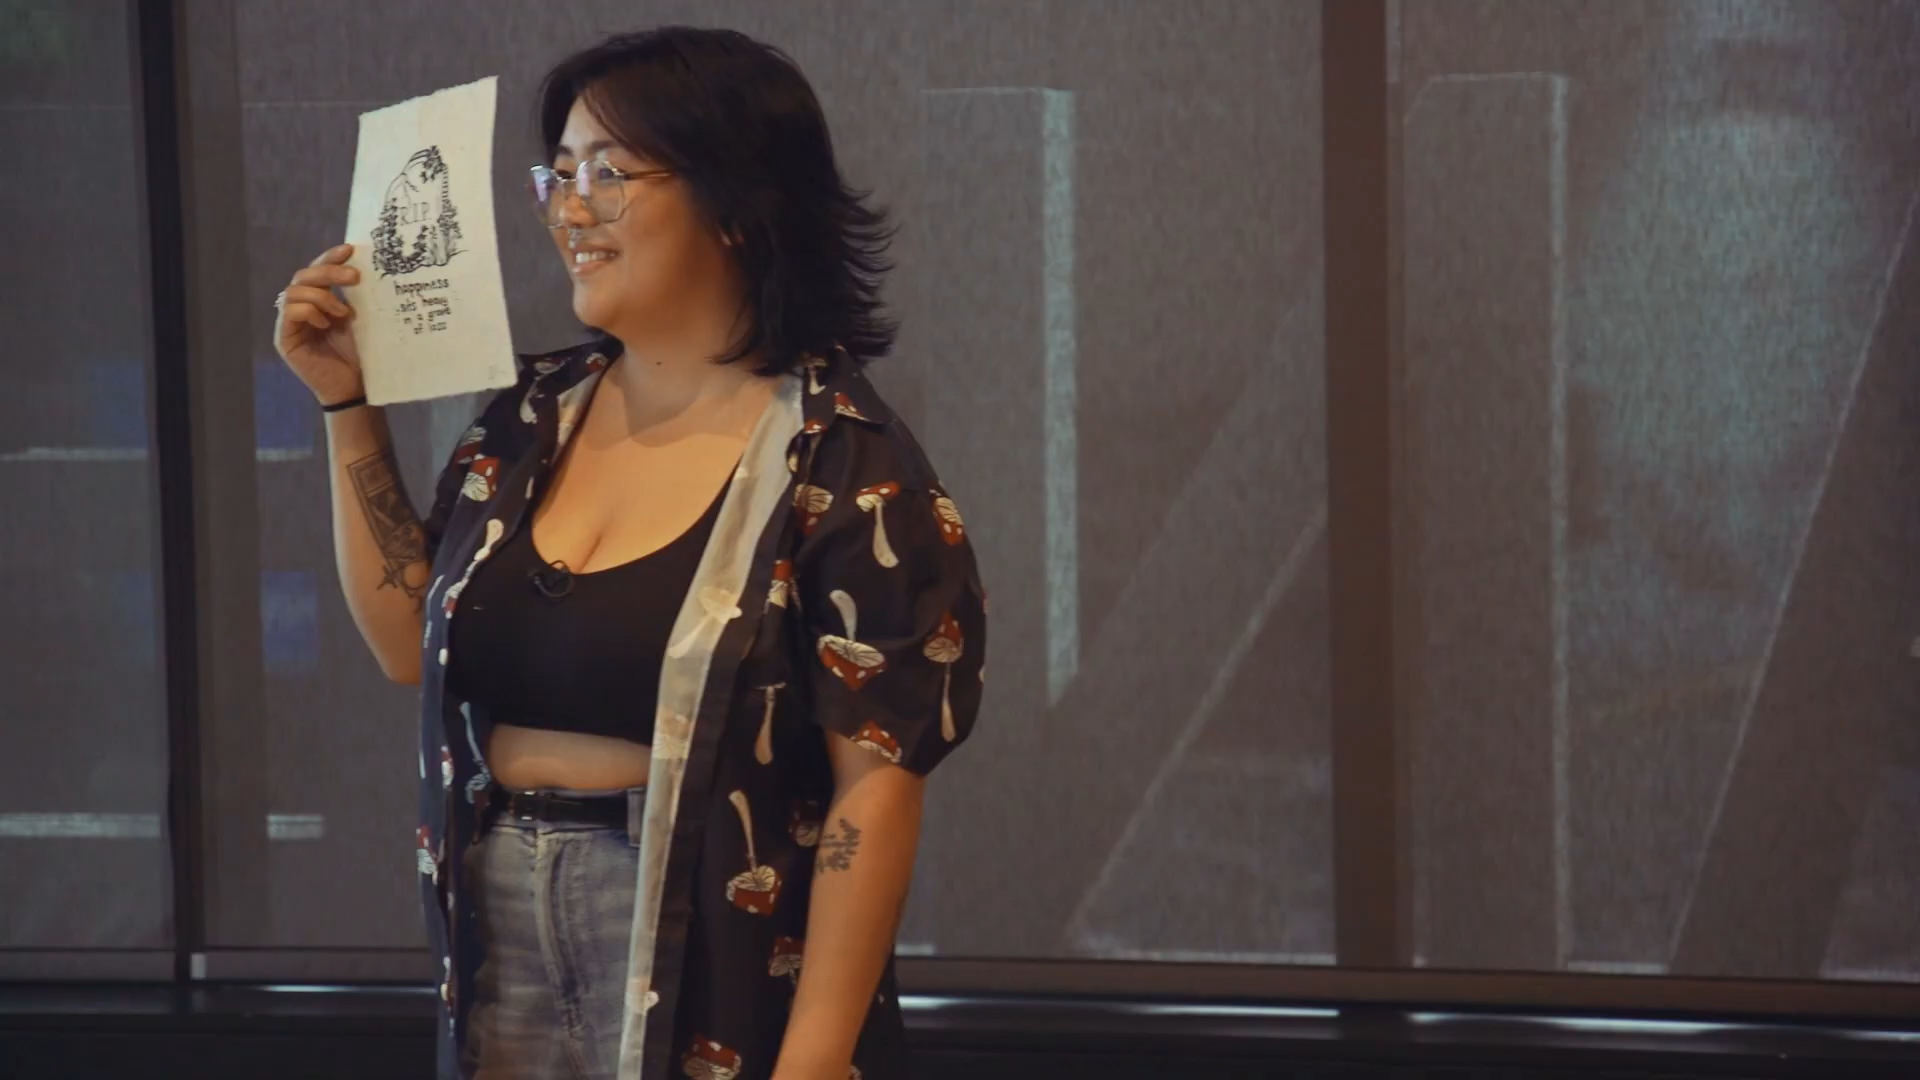 R.I.P.
happiness
sits heavy
in a grave
of loss